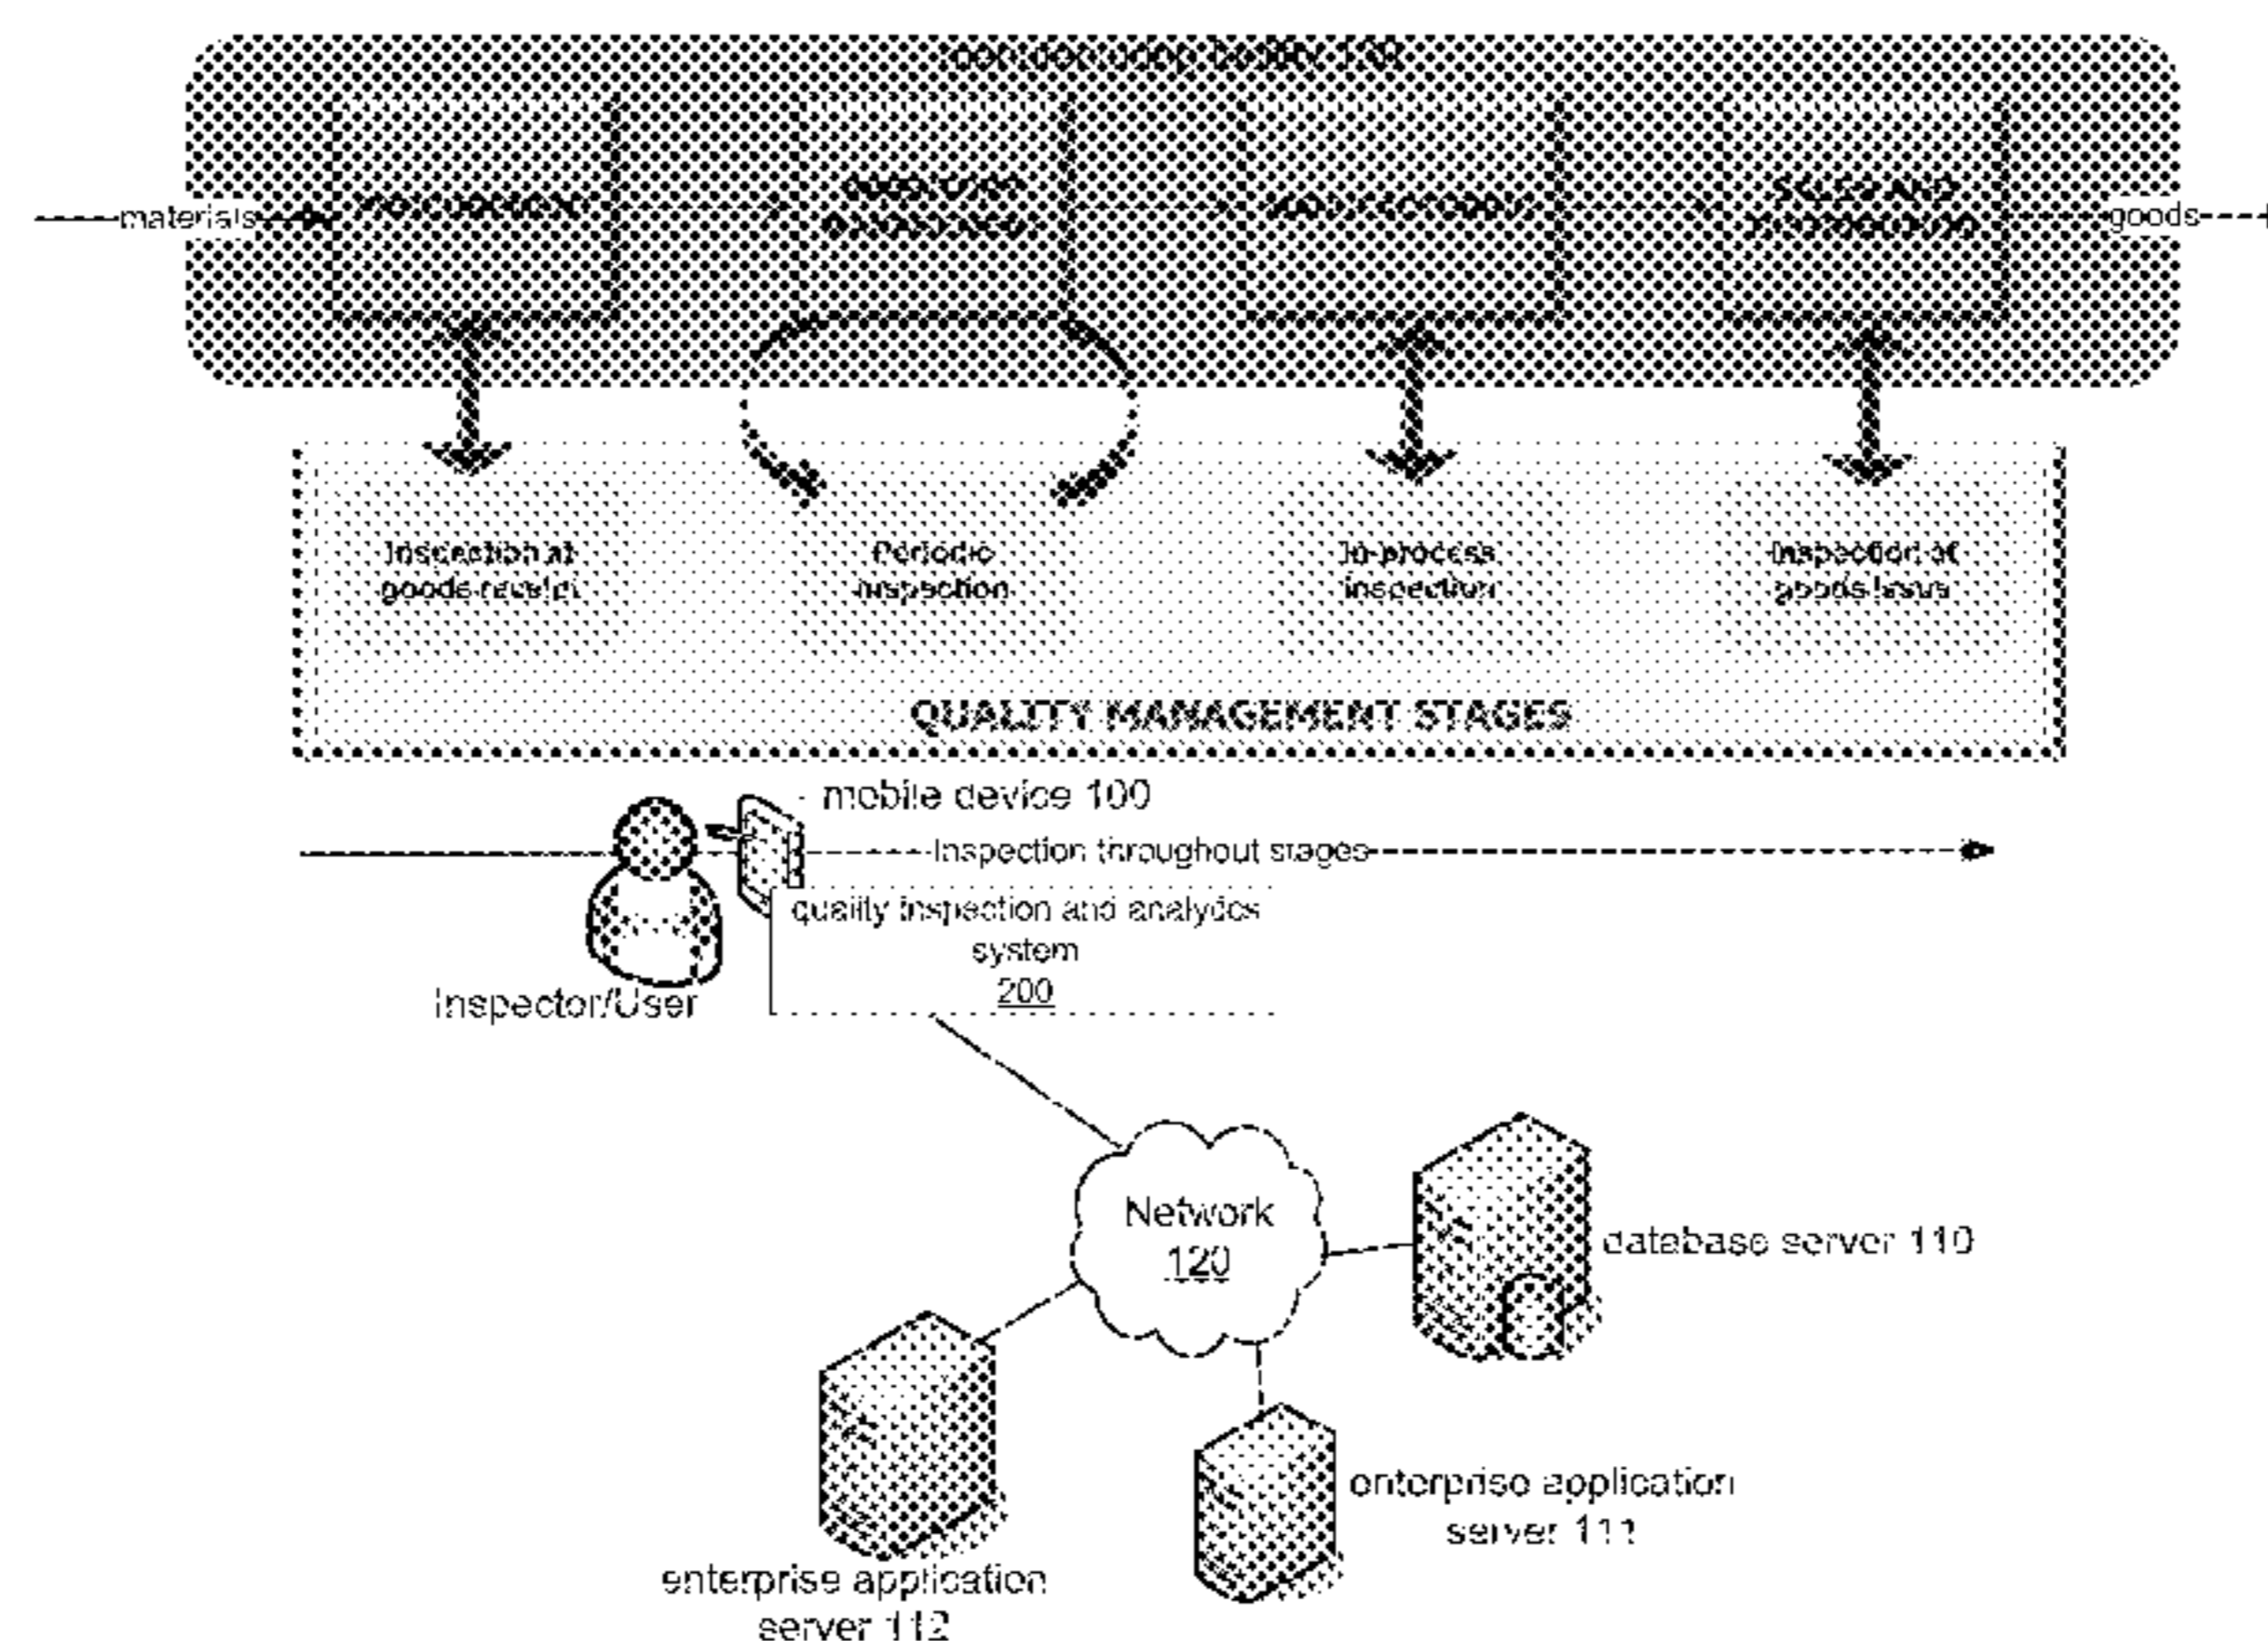 materials
SALES AND
goods
Inspection at
goods receipt
Periodic
inspection
In-process
inspection
Inspection at
goods issue
QUALITY MANAGEMENT STAGES
mobile device 100
Inspection throughout stages
quality inspection and analytics
system
200
Inspector/User
Network
120
database server 110
enterprise application
server 111
enterprise application
server 112